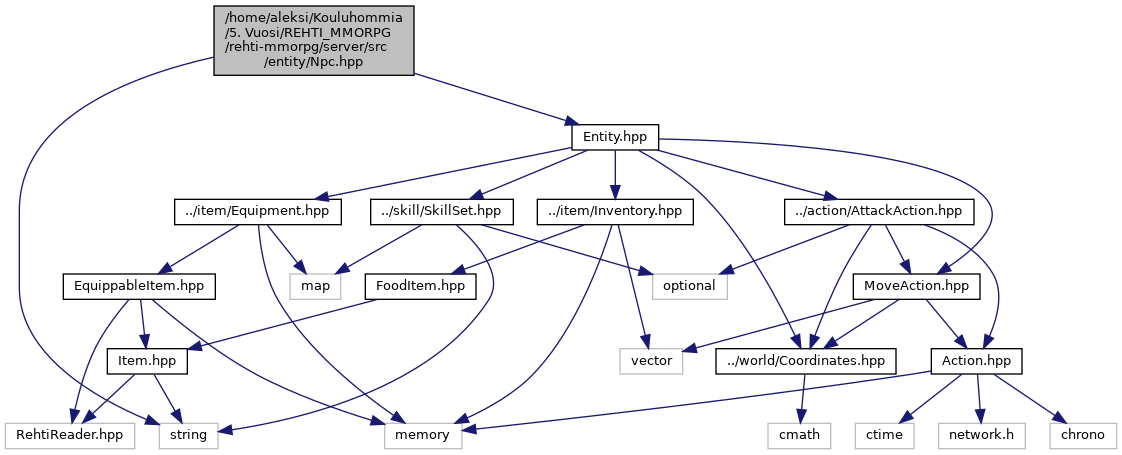 /home/aleksi/Kouluhommia
/5. Vuosi/REHTI_MMORPG
/rehti-mmorpg/server/src
/entity/Npc.hpp
Entity.hpp
../item/Equipment.hpp
../skill/SkillSet.hpp
../item/Inventory.hpp
../action/AttackAction.hpp
EquippableItem.hpp
map
FoodItem.hpp
optional
MoveAction.hpp
Item.hpp
vector
../world/Coordinates.hpp
Action.hpp
RehtiReader.hpp
string
memory
cmath
ctime
network.h
chrono